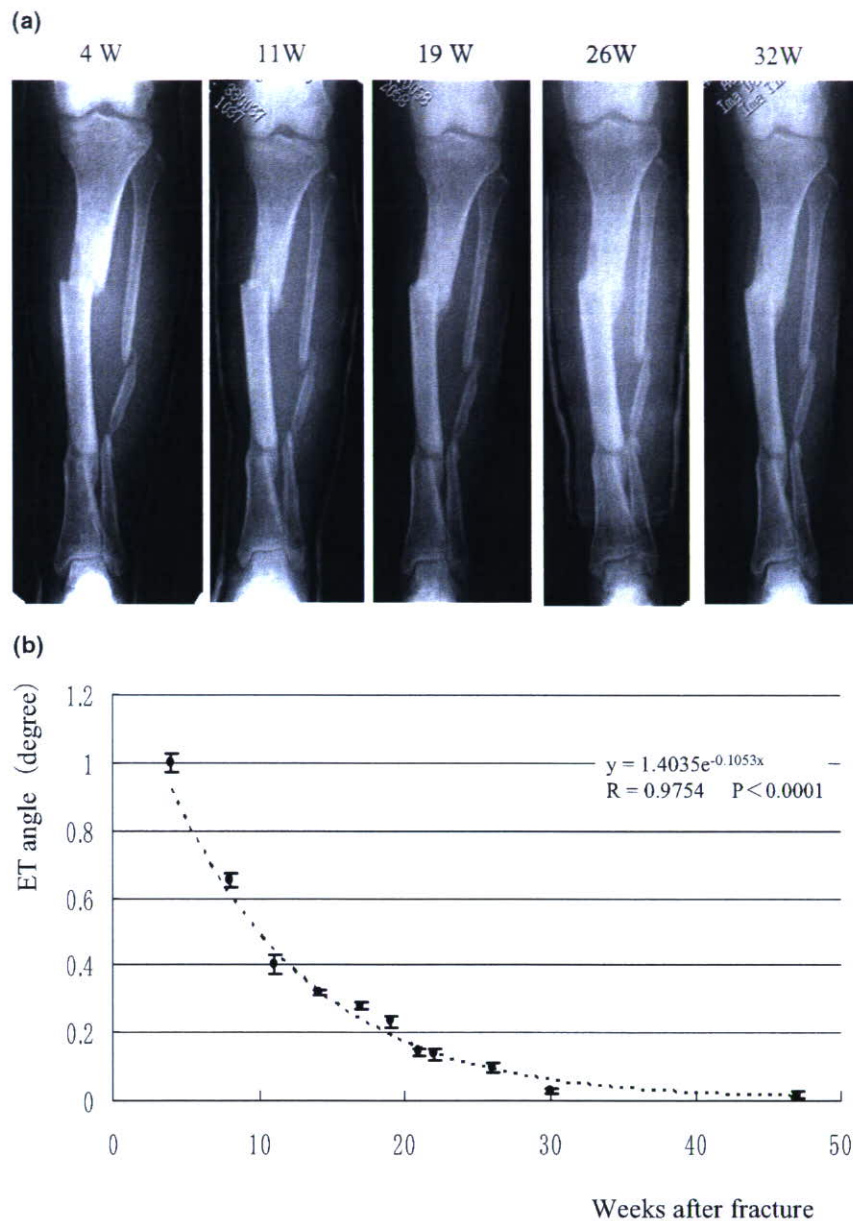 (a)
4 W 11W 19 W 26W 32W
(b)
ET angle (degree)
1.2
1
0.8
0.6
0.4
0.2
0
y = 1.4035e-0.1053x
R = 0.9754 P<0.0001
0 10 20 30 40 50
Weeks after fracture